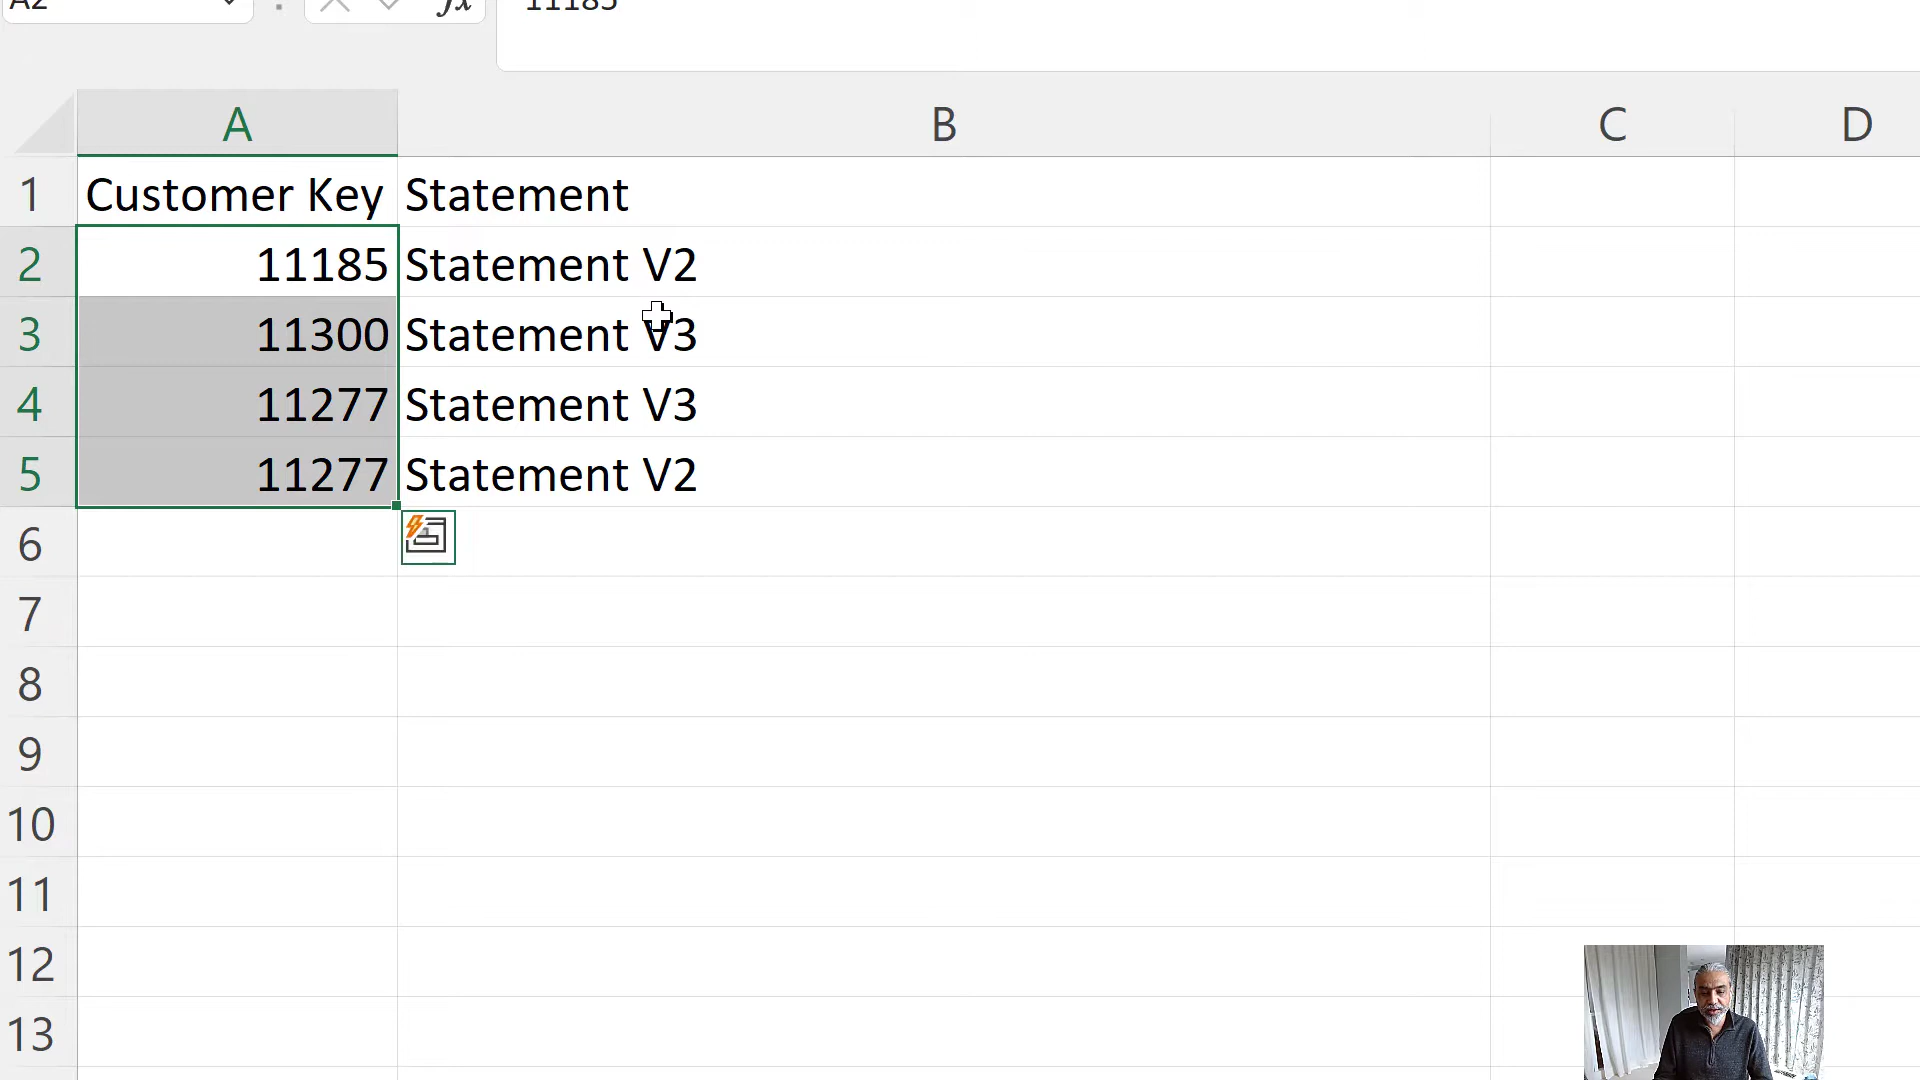 A2 fx 11185
A B C D
1 Customer Key Statement
2 11185 Statement V2
3 11300 Statement V3
4 11277 Statement V3
5 11277 Statement V2
6
7
8
9
10
11
12
13